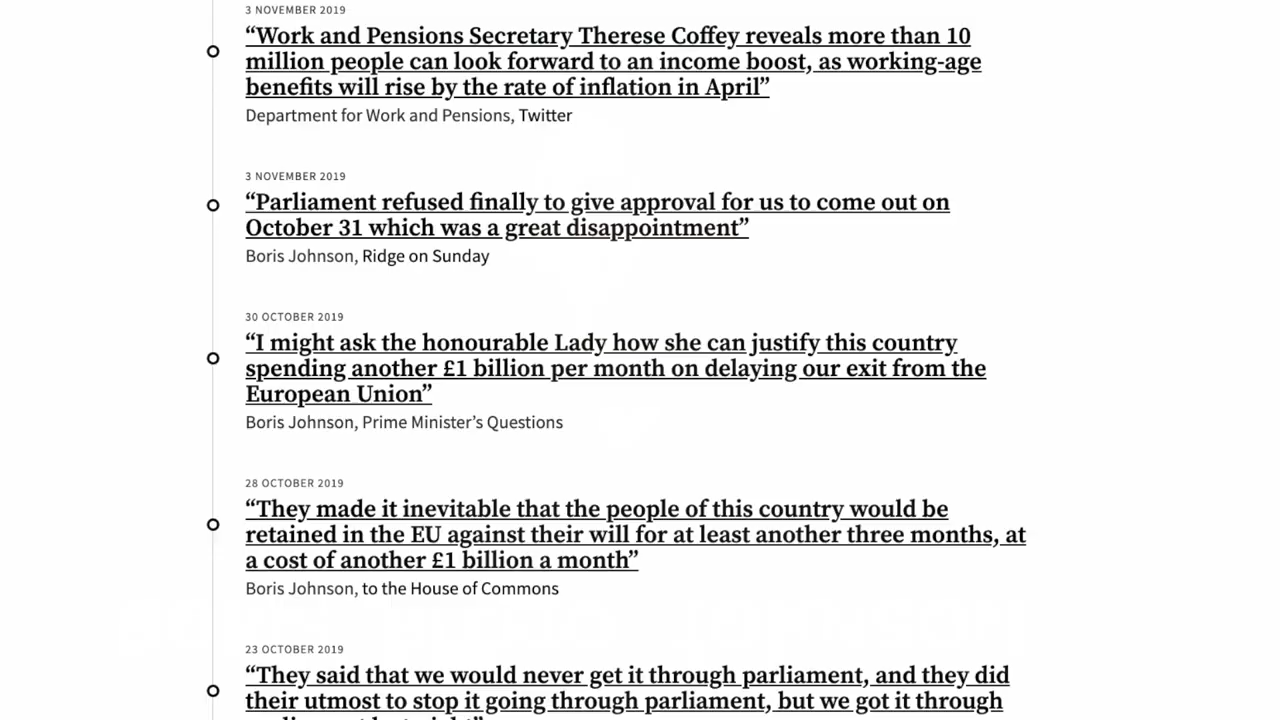 3 NOVEMBER 2019
“Work and Pensions Secretary Therese Coffey reveals more than 10
million people can look forward to an income boost, as working-age
benefits will rise by the rate of inflation in April”
Department for Work and Pensions, Twitter
3 NOVEMBER 2019
“Parliament refused finally to give approval for us to come out on
October 31 which was a great disappointment”
Boris Johnson, Ridge on Sunday
30 OCTOBER 2019
“I might ask the honourable Lady how she can justify this country
spending another £1 billion per month on delaying our exit from the
European Union”
Boris Johnson, Prime Minister’s Questions
28 OCTOBER 2019
“They made it inevitable that the people of this country would be
retained in the EU against their will for at least another three months, at
a cost of another £1 billion a month”
Boris Johnson, to the House of Commons
23 OCTOBER 2019
“They said that we would never get it through parliament, and they did
their utmost to stop it going through parliament, but we got it through